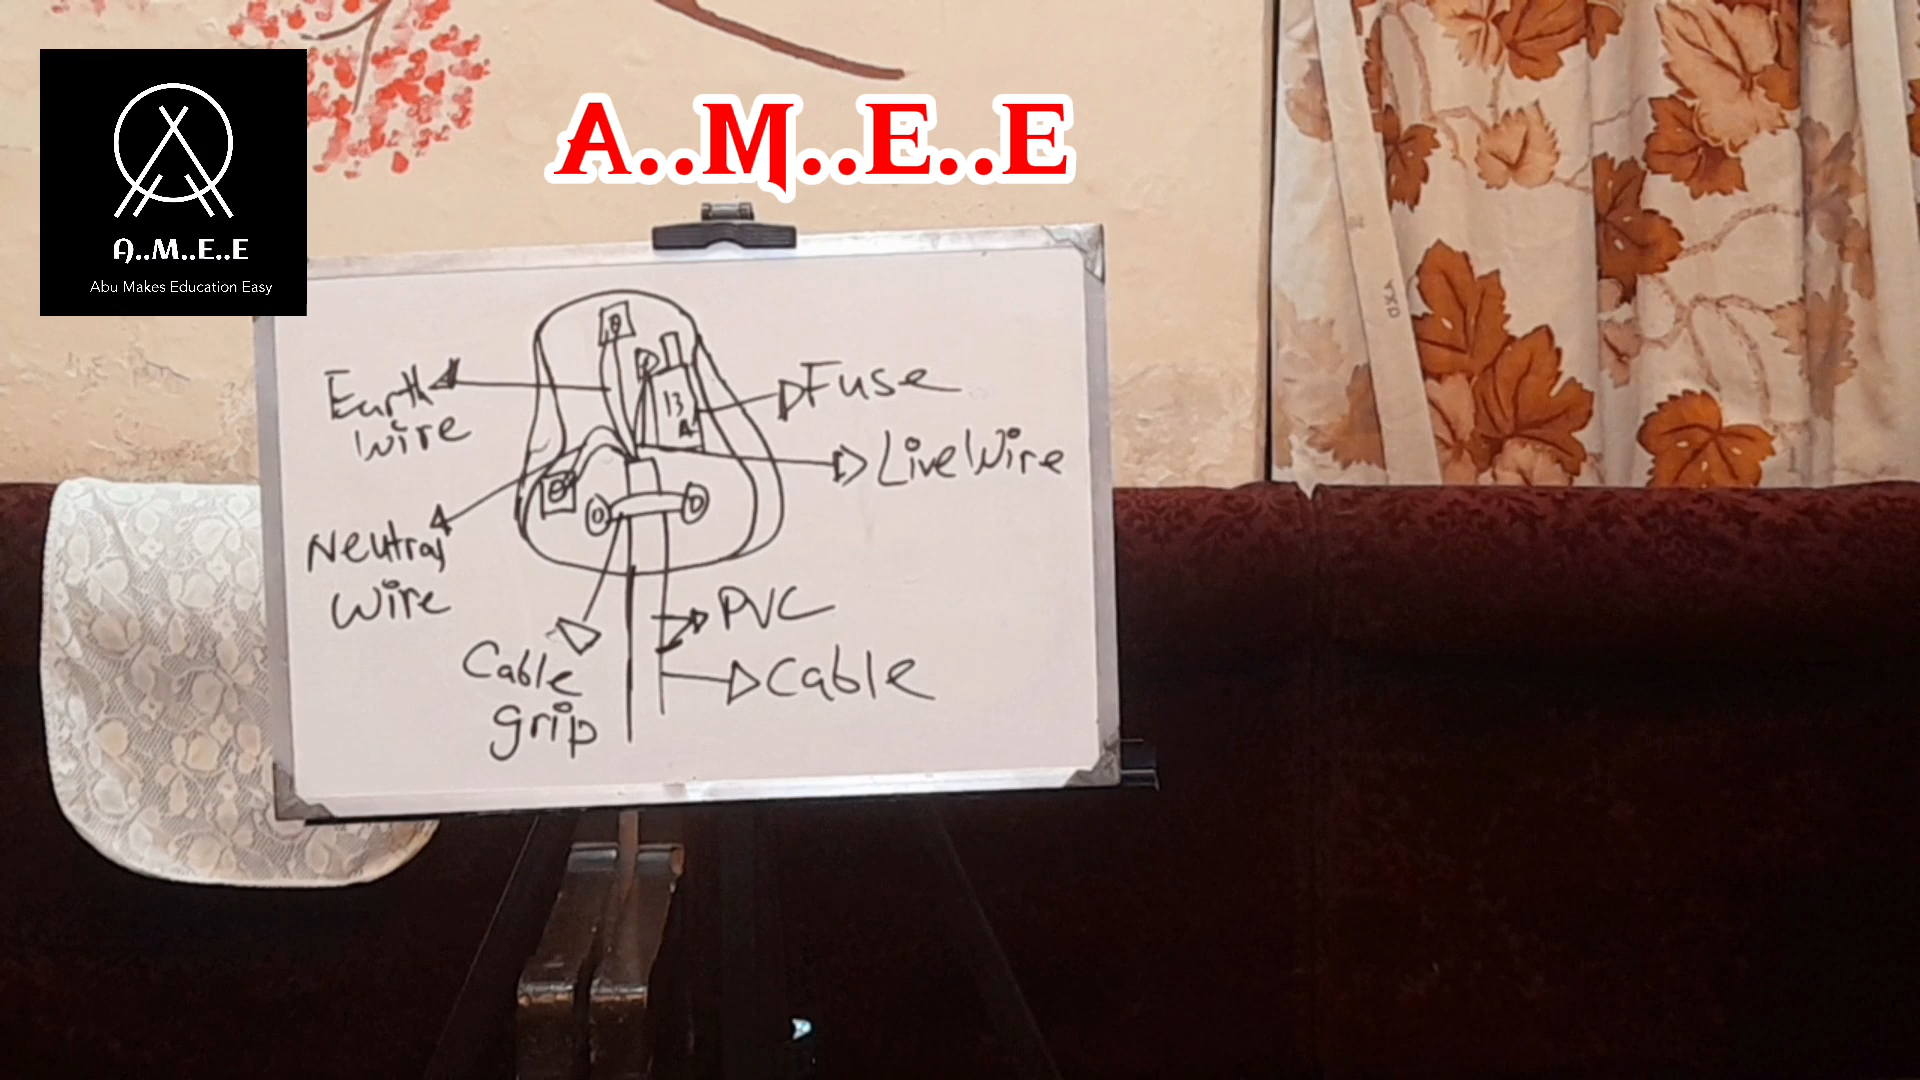 A..M..E..E
A..M..E..E
Abu Makes Education Easy
Earth
wire
13
A
Fuse
Live Wire
Neutral
wire
Cable
grip
PVC
Cable